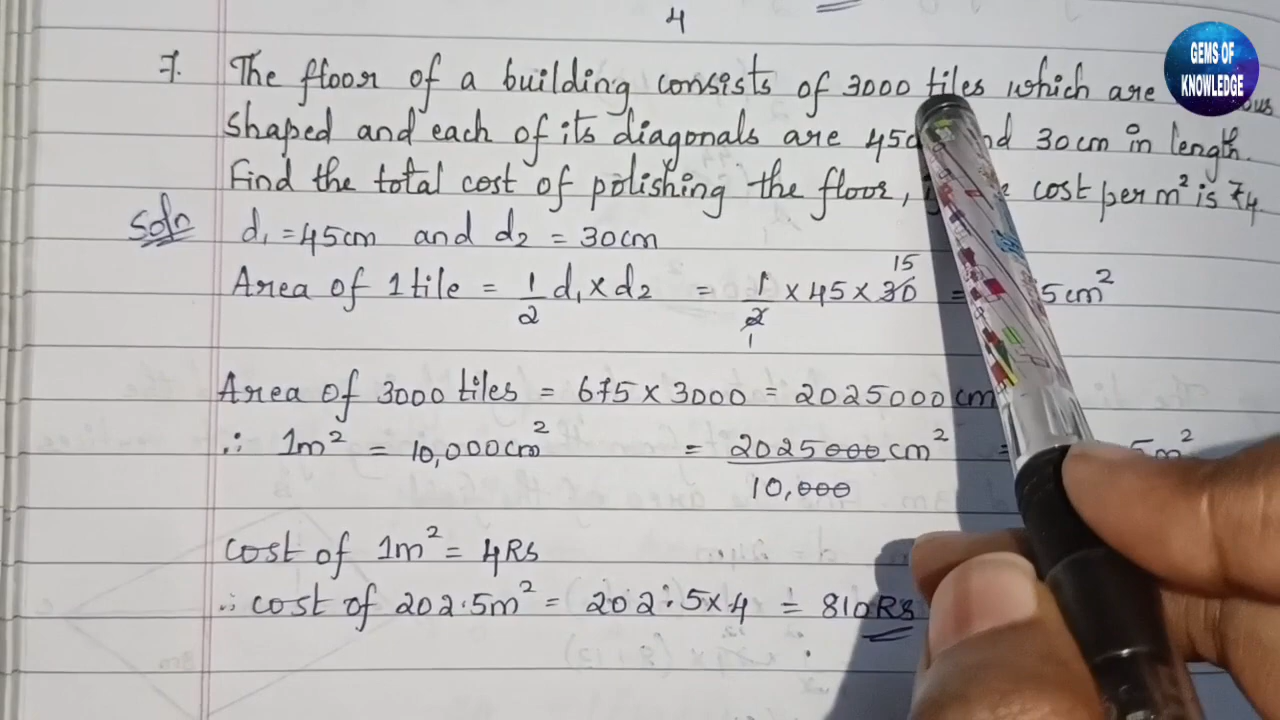 4
7. The floor of a building consists of 3000 tiles which are
GEMS OF
KNOWLEDGE
shaped and each of its diagonals are 45 30cm in length.
Find the total cost of polishing the floor, cost per m² is ₹4
Soln d₁ = 45cm and d₂ = 30cm
Area of 1 tile = 1/2 d₁ x d₂ = 1/2 x 45 x 30 = 5cm²
15
1
Area of 3000 tiles = 675 x 3000 = 2025000 cm
∴ 1m² = 10,000cm² = 2025000 cm² / 10,000 = 5m²
Cost of 1m² = 4RS
∴ cost of 202.5m² = 202.5x4 = 810RS